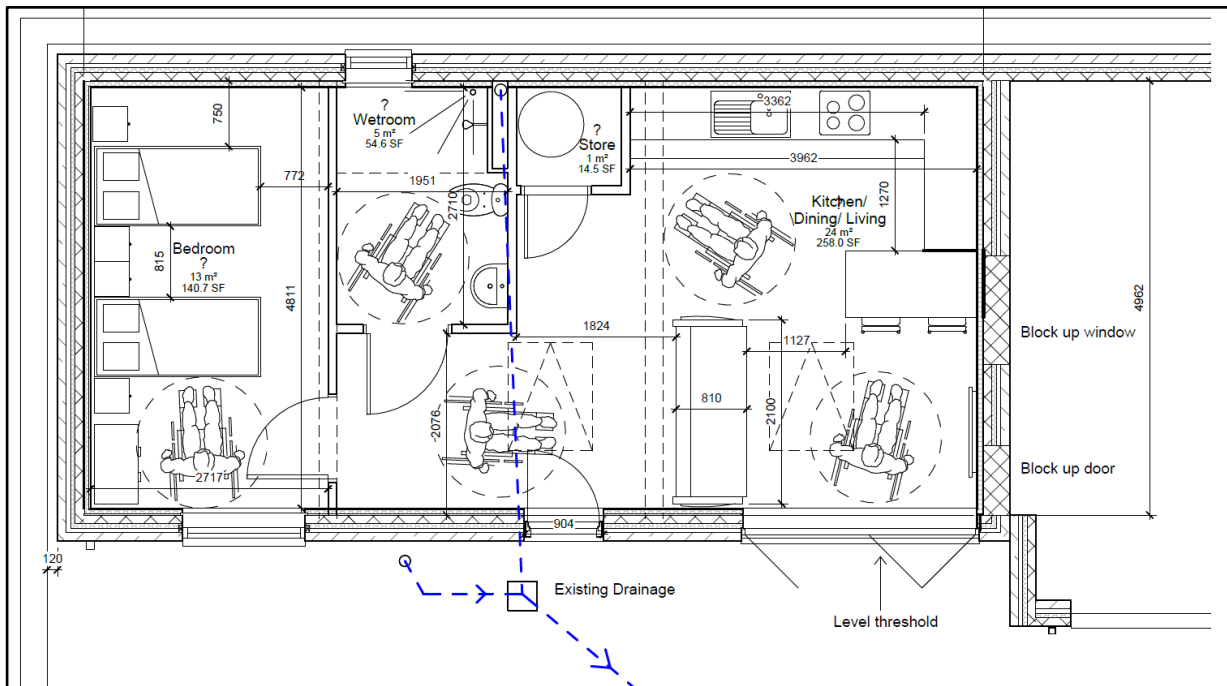 750
772
4811
815
Bedroom
?
13 m²
140.7 SF
2717
120
?
Wetroom
5 m²
54.6 SF
1951
2710
2076
?
Store
1 m²
14.5 SF
3362
3962
1270
Kitchen/
Dining/ Living
24 m²
258.0 SF
1824
1127
810
2100
904
4962
Block up window
Block up door
Existing Drainage
Level threshold